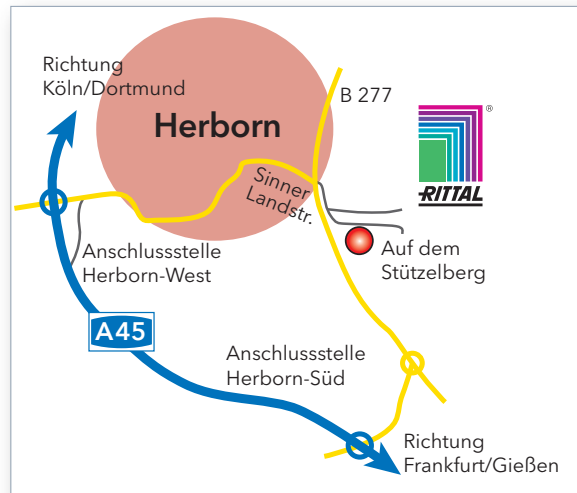 Richtung
Köln/Dortmund
Herborn
B 277
®
RITTAL
Sinner
Landstr.
Auf dem
Stützelberg
Anschlussstelle
Herborn-West
A45
Anschlussstelle
Herborn-Süd
Richtung
Frankfurt/Gießen